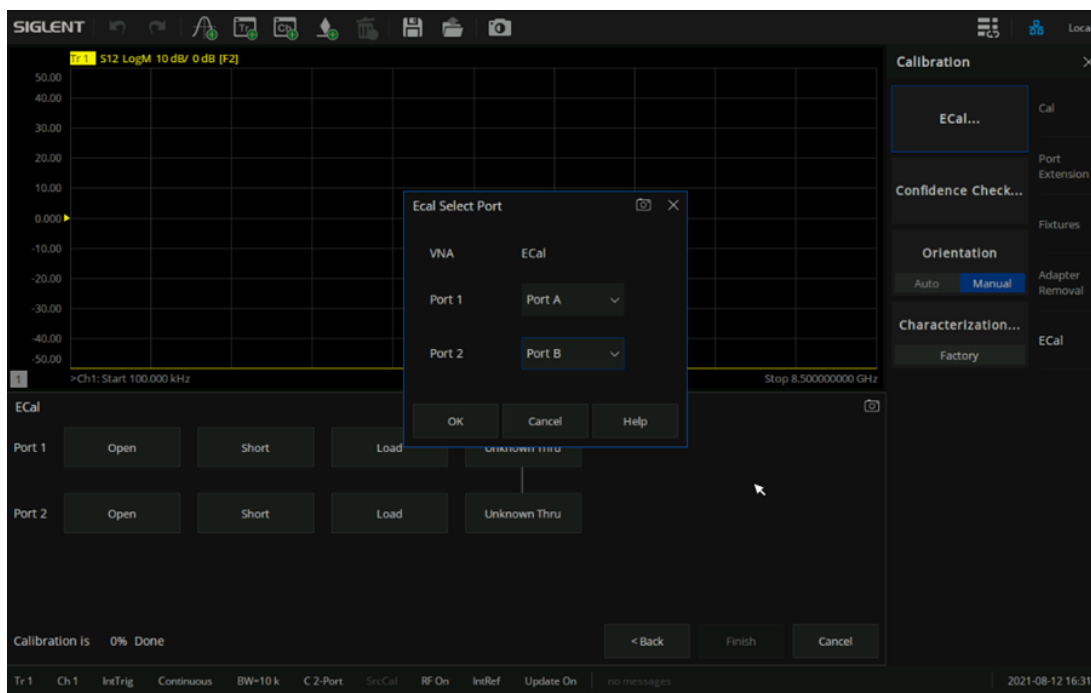 SIGLENT
Tr Ch Loca
Tr 1 S12 LogM 10 dB/ 0 dB [F2]
50.00
40.00
30.00
20.00
10.00
0.000
-10.00
-20.00
-30.00
-40.00
-50.00
1 >Ch1: Start 100.000 kHz Stop 8.500000000 GHz
Ecal Select Port
VNA ECal
Port 1 Port A
Port 2 Port B
OK Cancel Help
ECal
Port 1 Open Short Load Unknown Thru
Port 2 Open Short Load Unknown Thru
Calibration is 0% Done < Back Finish Cancel
Calibration
ECal...
Confidence Check...
Orientation
Auto Manual
Characterization...
Factory
Cal
Port
Extension
Fixtures
Adapter
Removal
ECal
Tr 1 Ch 1 IntTrig Continuous BW=10 k C 2-Port SrcCal RF On IntRef Update On no messages 2021-08-12 16:31